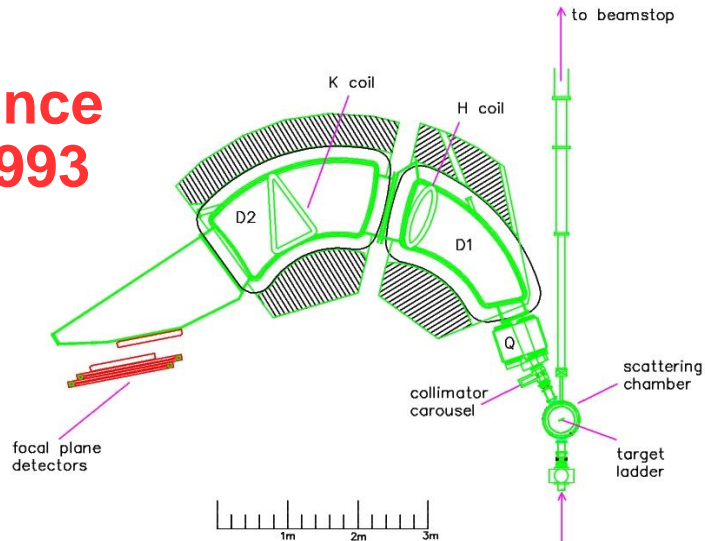 to beamstop
nce
993
K coil
H coil
D2
D1
Q
scattering
chamber
collimator
carousel
target
ladder
focal plane
detectors
1m
2m
3m